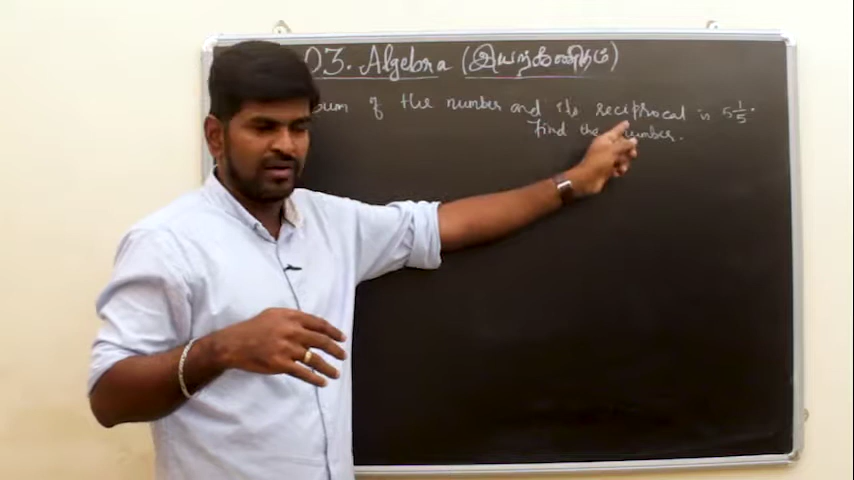 03. Algebra (இயற்கணிதம்)
Sum of the number and its reciprocal is 5 1/5.
Find the number.